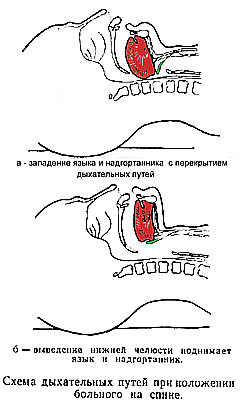 а - западение языка и надгортанника с перекрытием
дыхательных путей
б — выведение нижней челюсти поднимает
язык и надгортанник.
Схема дыхательных путей при положении
больного на спине.